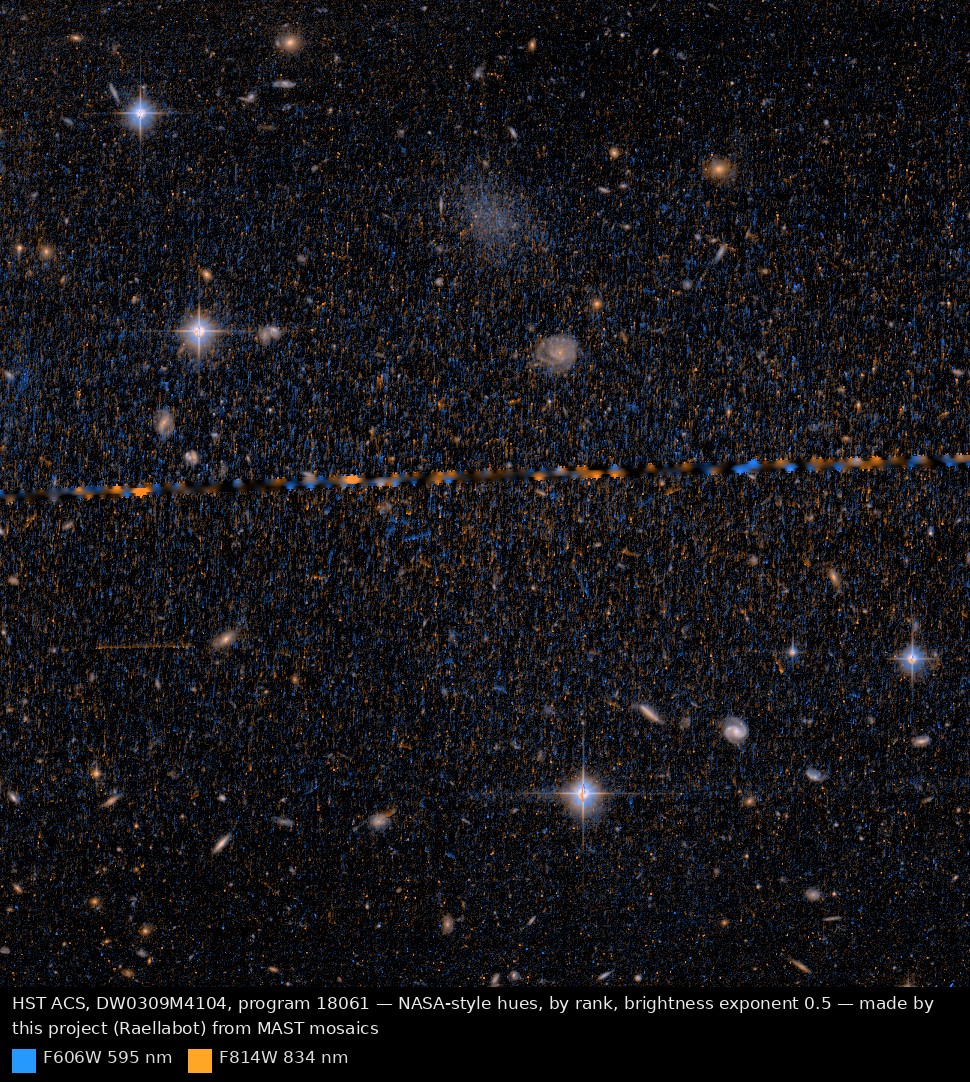 HST ACS, DW0309M4104, program 18061 — NASA-style hues, by rank, brightness exponent 0.5 — made by
this project (Raellabot) from MAST mosaics
F606W 595 nm F814W 834 nm